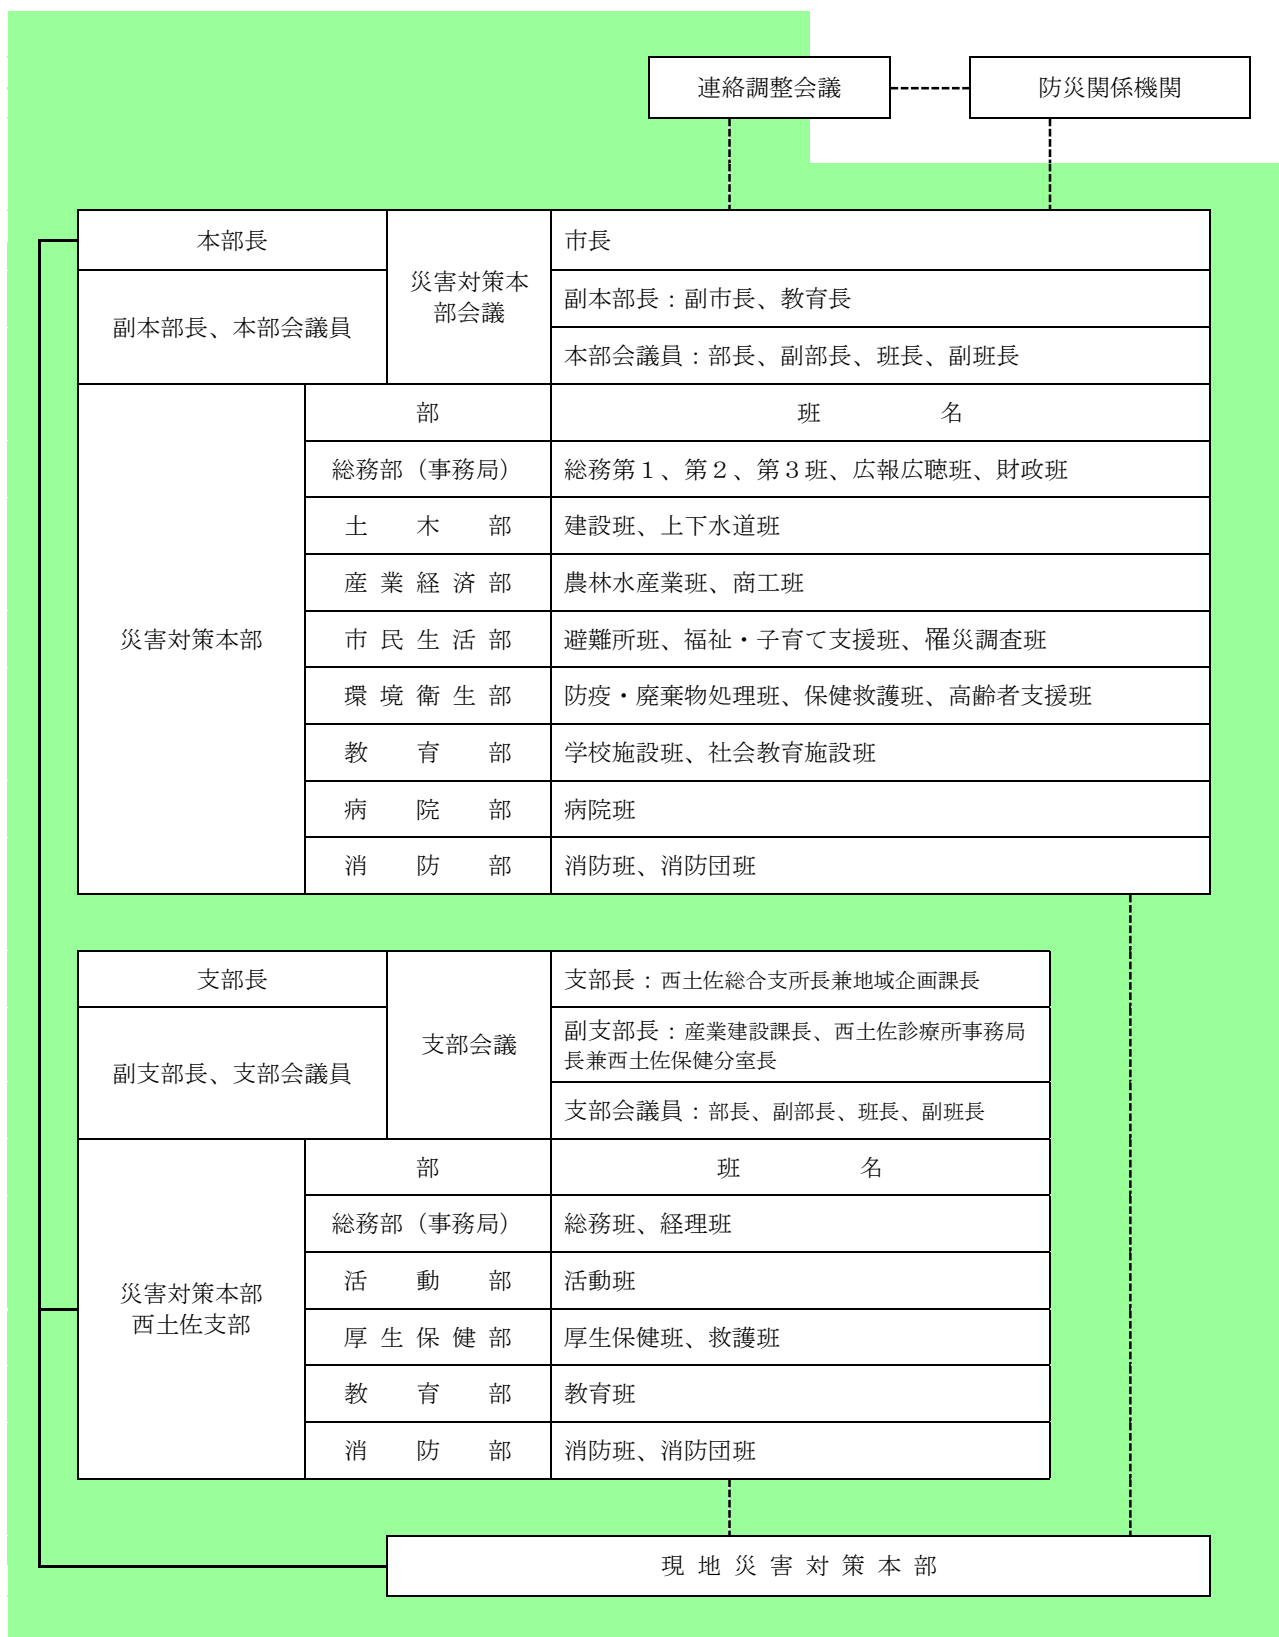 連絡調整会議
防災関係機関
本部長
災害対策本
部会議
市長
副本部長、本部会議員
副本部長：副市長、教育長
本部会議員：部長、副部長、班長、副班長
災害対策本部
部
班　　　　　名
総務部（事務局）
総務第１、第２、第３班、広報広聴班、財政班
土　　木　　部
建設班、上下水道班
産 業 経 済 部
農林水産業班、商工班
市 民 生 活 部
避難所班、福祉・子育て支援班、罹災調査班
環 境 衛 生 部
防疫・廃棄物処理班、保健救護班、高齢者支援班
教　　育　　部
学校施設班、社会教育施設班
病　　院　　部
病院班
消　　防　　部
消防班、消防団班
支部長
支部会議
支部長：西土佐総合支所長兼地域企画課長
副支部長、支部会議員
副支部長：産業建設課長、西土佐診療所事務局
長兼西土佐保健分室長
支部会議員：部長、副部長、班長、副班長
災害対策本部
西土佐支部
部
班　　　　　名
総務部（事務局）
総務班、経理班
活　　動　　部
活動班
厚 生 保 健 部
厚生保健班、救護班
教　　育　　部
教育班
消　　防　　部
消防班、消防団班
現 地 災 害 対 策 本 部